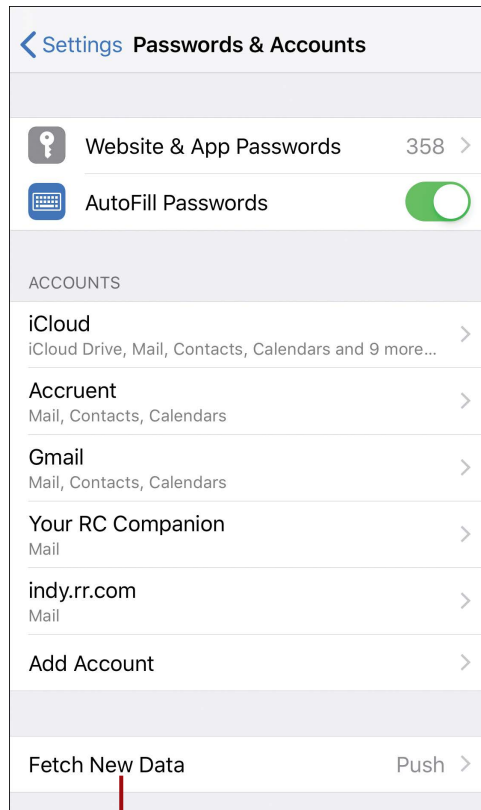 Settings Passwords & Accounts
Website & App Passwords 358
AutoFill Passwords
ACCOUNTS
iCloud
iCloud Drive, Mail, Contacts, Calendars and 9 more...
Accruent
Mail, Contacts, Calendars
Gmail
Mail, Contacts, Calendars
Your RC Companion
Mail
indy.rr.com
Mail
Add Account
Fetch New Data Push